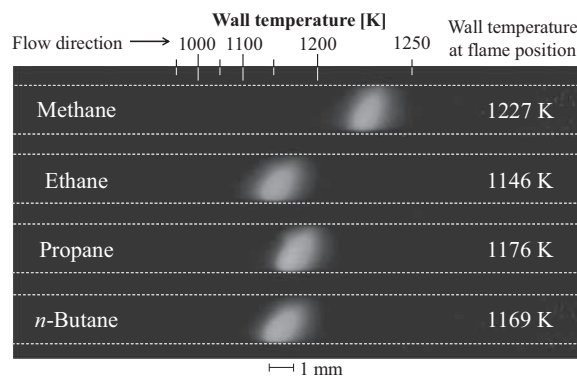 Wall temperature [K]
Flow direction
1000 1100 1200 1250
Wall temperature
at flame position
Methane 1227 K
Ethane 1146 K
Propane 1176 K
n-Butane 1169 K
1 mm